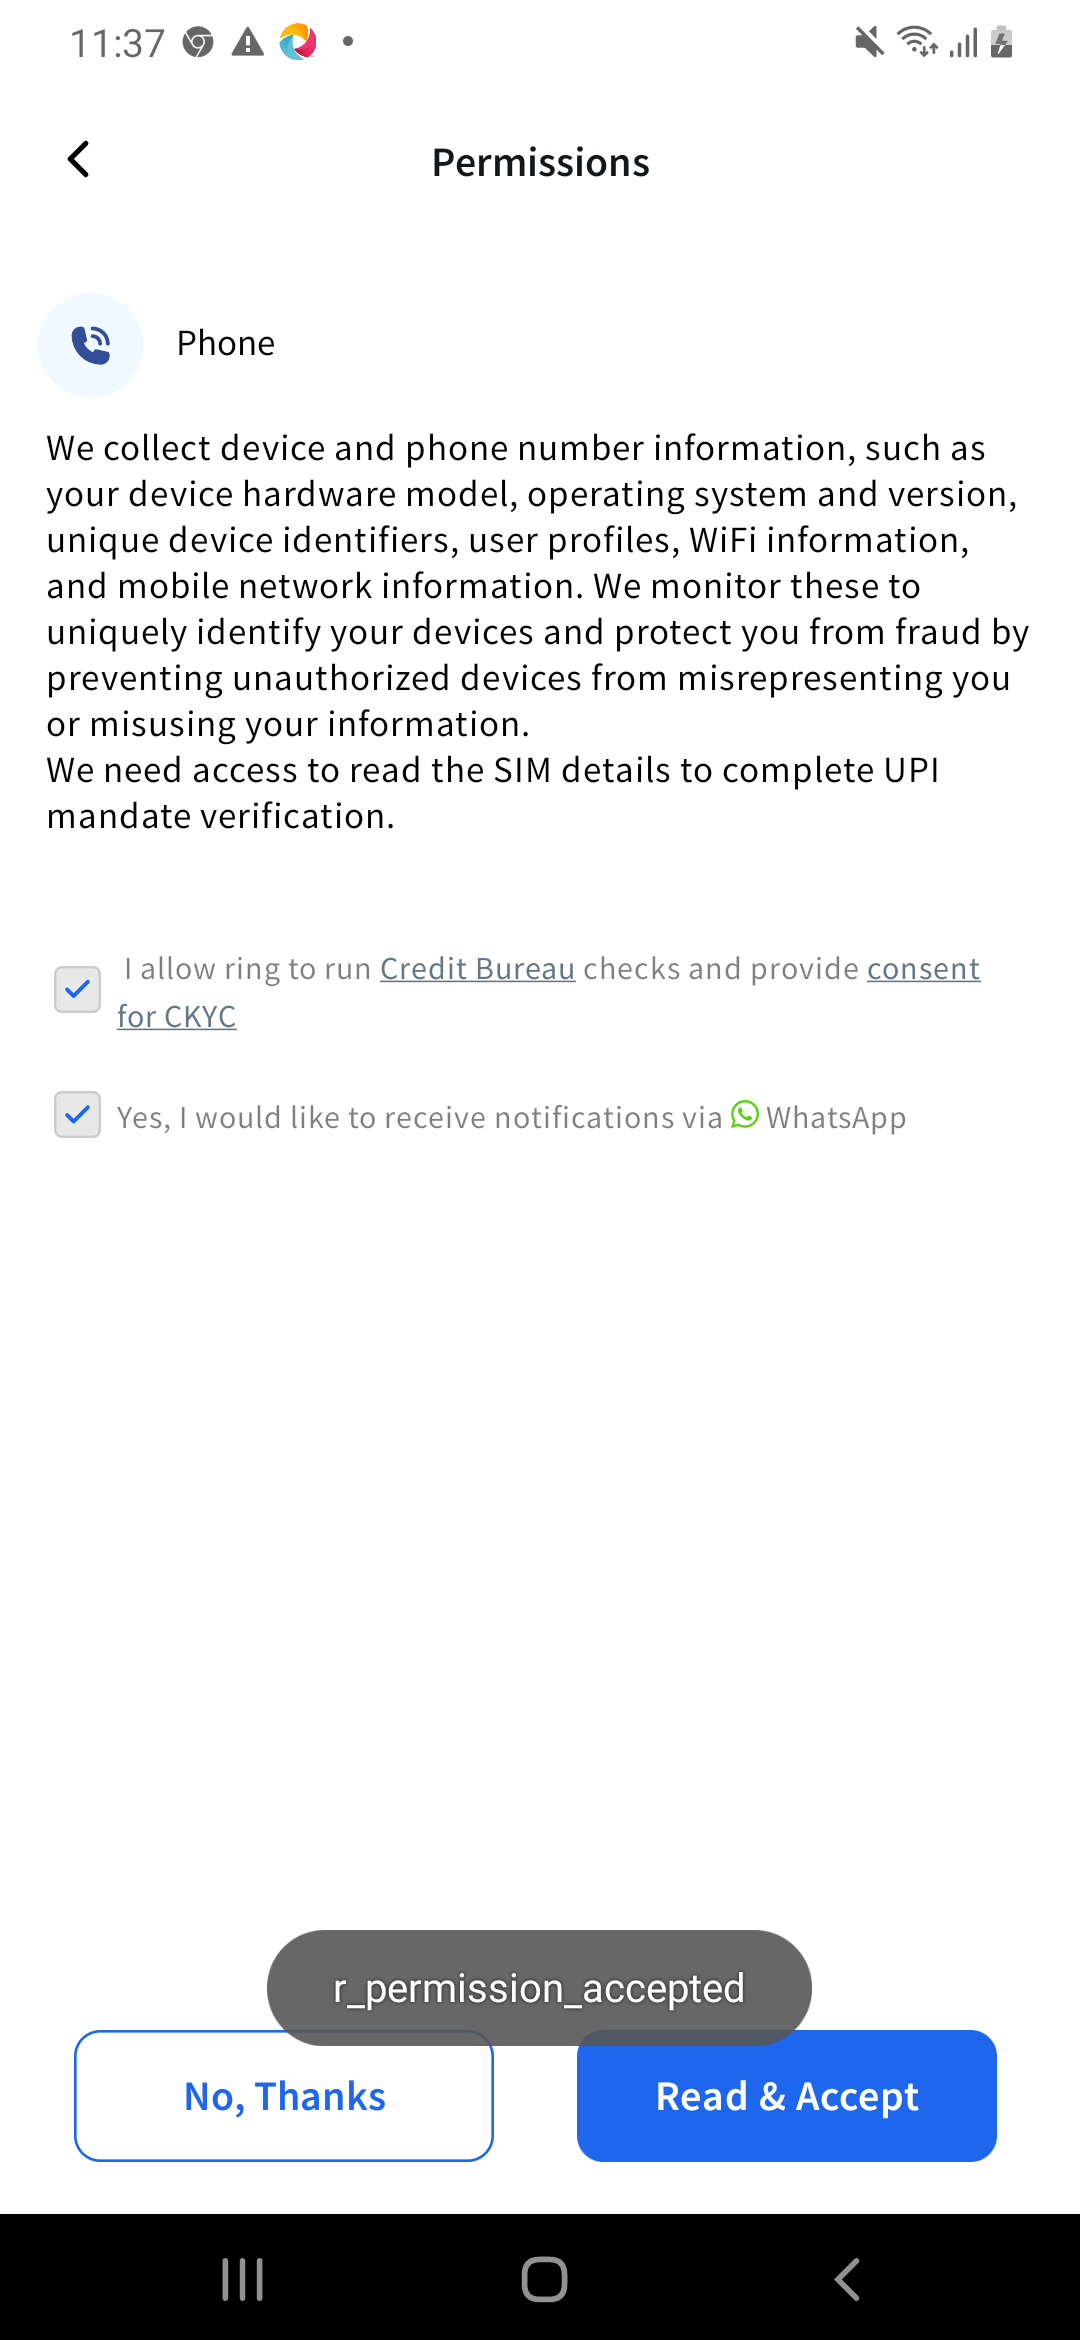 11:37
Permissions
Phone
We collect device and phone number information, such as
your device hardware model, operating system and version,
unique device identifiers, user profiles, WiFi information,
and mobile network information. We monitor these to
uniquely identify your devices and protect you from fraud by
preventing unauthorized devices from misrepresenting you
or misusing your information.
We need access to read the SIM details to complete UPI
mandate verification.
I allow ring to run Credit Bureau checks and provide consent
for CKYC
Yes, I would like to receive notifications via WhatsApp
r_permission_accepted
No, Thanks
Read & Accept